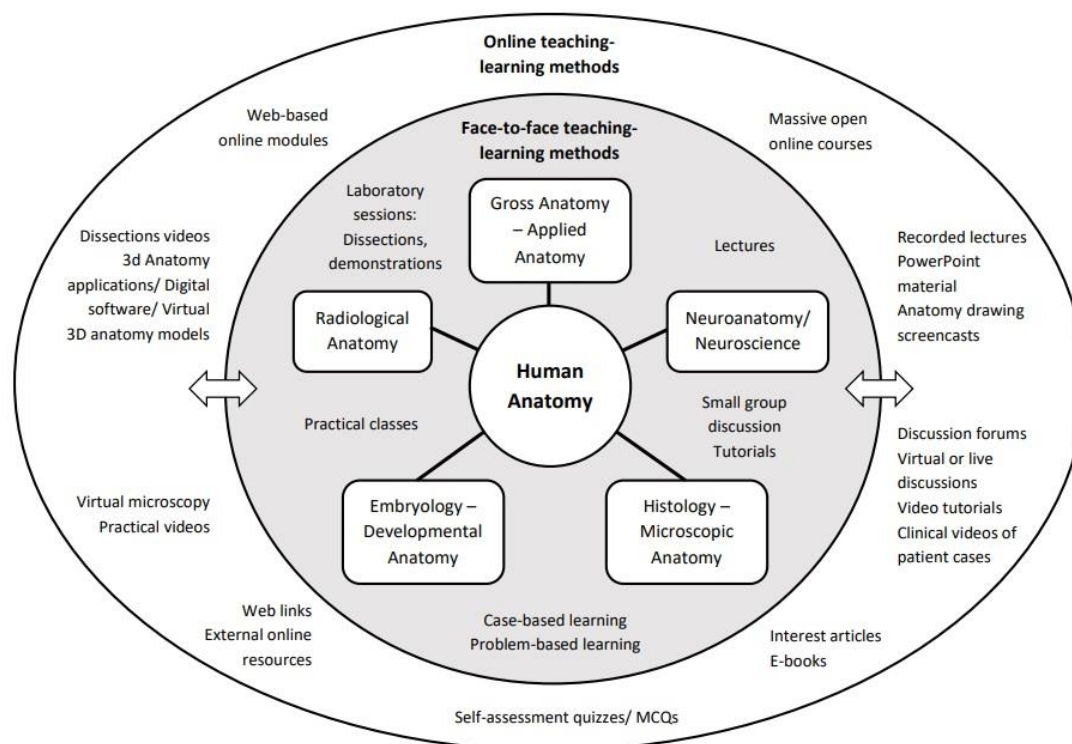 Online teaching-
learning methods
Web-based
online modules
Massive open
online courses
Face-to-face teaching-
learning methods
Laboratory
sessions:
Dissections,
demonstrations
Gross Anatomy
– Applied
Anatomy
Lectures
Dissections videos
3d Anatomy
applications/ Digital
software/ Virtual
3D anatomy models
Recorded lectures
PowerPoint
material
Anatomy drawing
screencasts
Radiological
Anatomy
Neuroanatomy/
Neuroscience
Human
Anatomy
Practical classes
Small group
discussion
Tutorials
Discussion forums
Virtual or live
discussions
Video tutorials
Clinical videos of
patient cases
Virtual microscopy
Practical videos
Embryology –
Developmental
Anatomy
Histology –
Microscopic
Anatomy
Web links
External online
resources
Case-based learning
Problem-based learning
Interest articles
E-books
Self-assessment quizzes/ MCQs